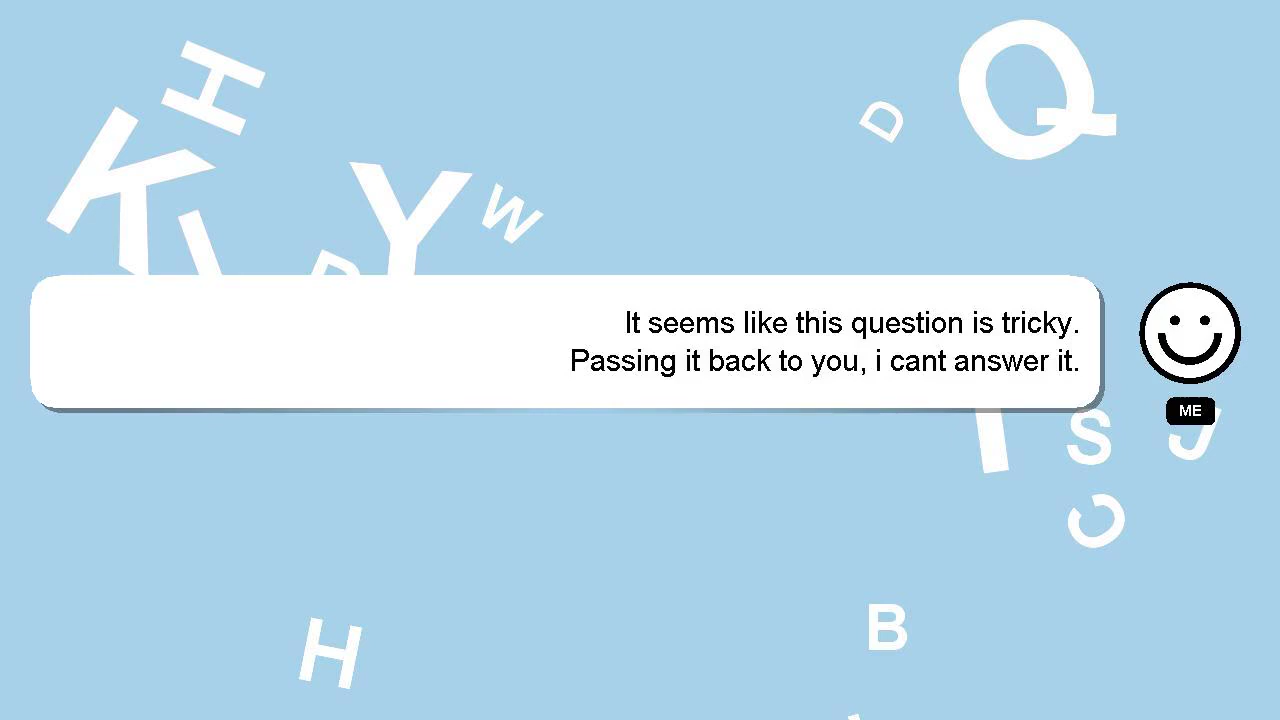 H
K
Y
W
D
Q
It seems like this question is tricky.
Passing it back to you, i cant answer it.
ME
S
J
C
H
B